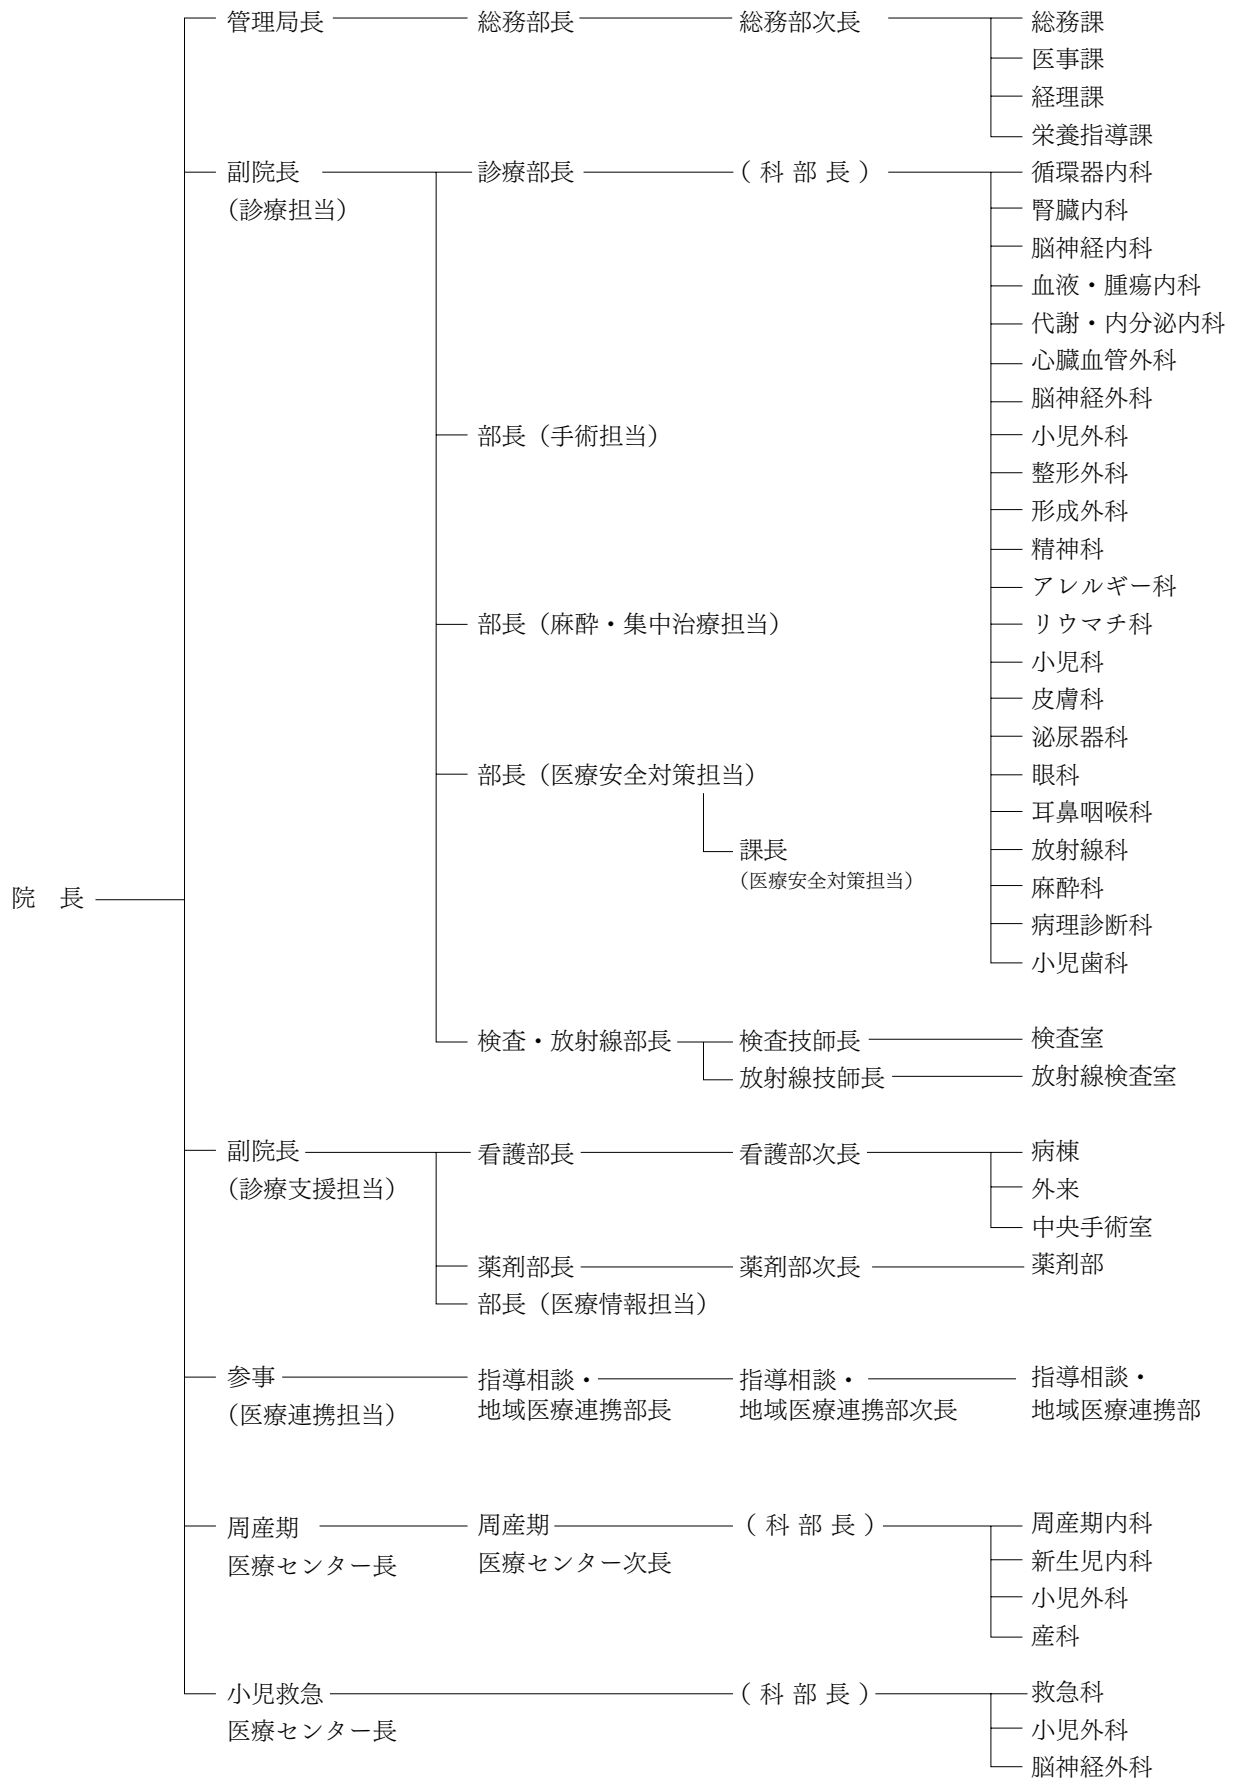 管理局長 総務部長 総務部次長 総務課
医事課
経理課
栄養指導課
副院長 診療部長 （科部長） 循環器内科
（診療担当） 腎臓内科
脳神経内科
血液・腫瘍内科
代謝・内分泌内科
心臓血管外科
脳神経外科
部長（手術担当） 小児外科
整形外科
形成外科
精神科
アレルギー科
部長（麻酔・集中治療担当） リウマチ科
小児科
皮膚科
泌尿器科
部長（医療安全対策担当） 眼科
耳鼻咽喉科
課長 放射線科
（医療安全対策担当） 麻酔科
院　長
病理診断科
小児歯科
検査・放射線部長 検査技師長 検査室
放射線技師長 放射線検査室
副院長 看護部長 看護部次長 病棟
（診療支援担当） 外来
中央手術室
薬剤部長 薬剤部次長 薬剤部
部長（医療情報担当）
参事 指導相談・ 指導相談・ 指導相談・
（医療連携担当） 地域医療連携部長 地域医療連携部次長 地域医療連携部
周産期 周産期 （科部長） 周産期内科
医療センター長 医療センター次長 新生児内科
小児外科
産科
小児救急 （科部長） 救急科
医療センター長 小児外科
脳神経外科